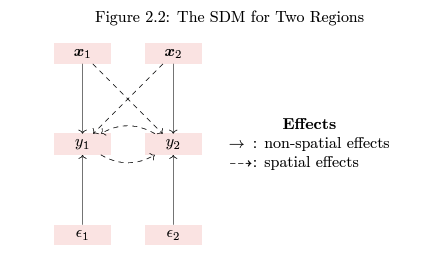 Figure 2.2: The SDM for Two Regions
x₁ x₂
Effects
y₁ y₂
→ : non-spatial effects
⇢ : spatial effects
ϵ₁ ϵ₂